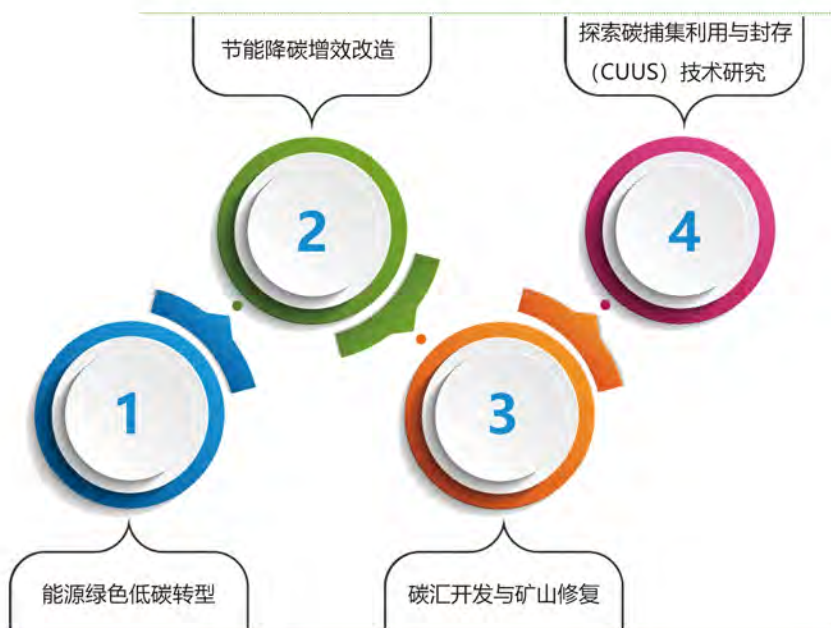 节能降碳增效改造
探索碳捕集利用与封存
（CUUS）技术研究
2
4
1
3
能源绿色低碳转型
碳汇开发与矿山修复